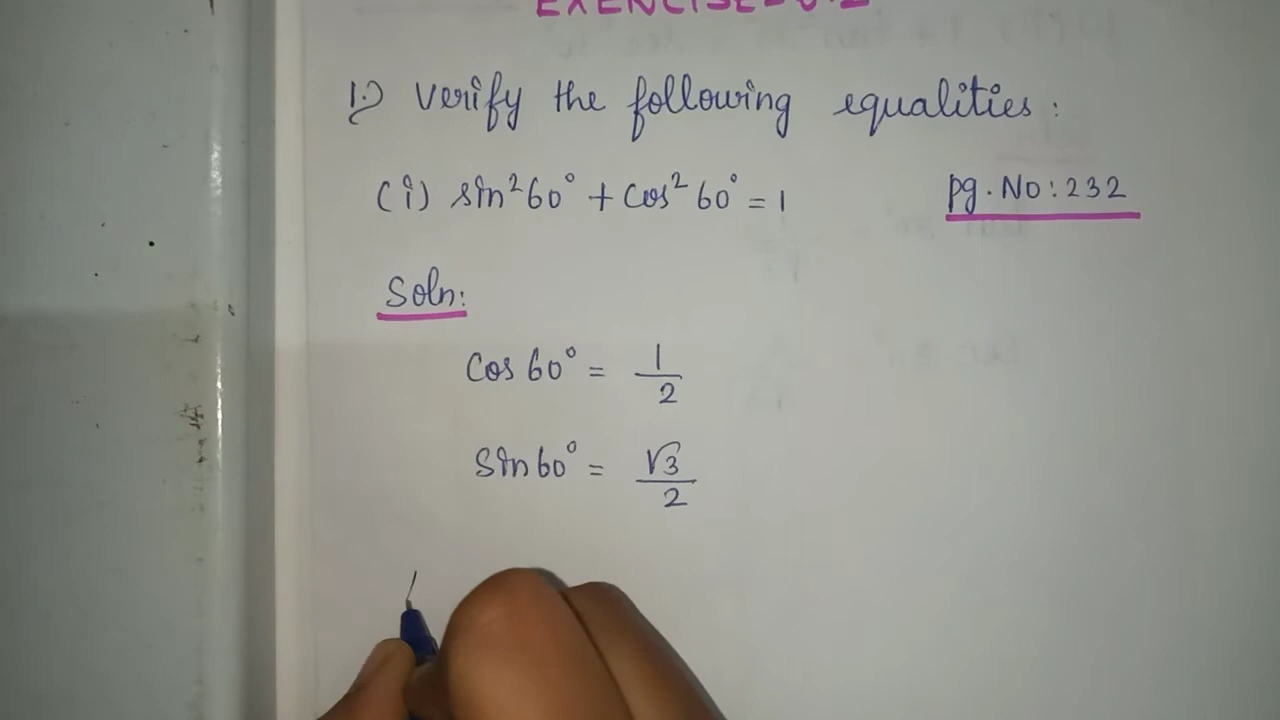 1.) Verify the following equalities:
(i) sin²60° + cos²60° = 1
pg. No: 232
Soln:
Cos 60° = 1/2
Sin 60° = √3/2